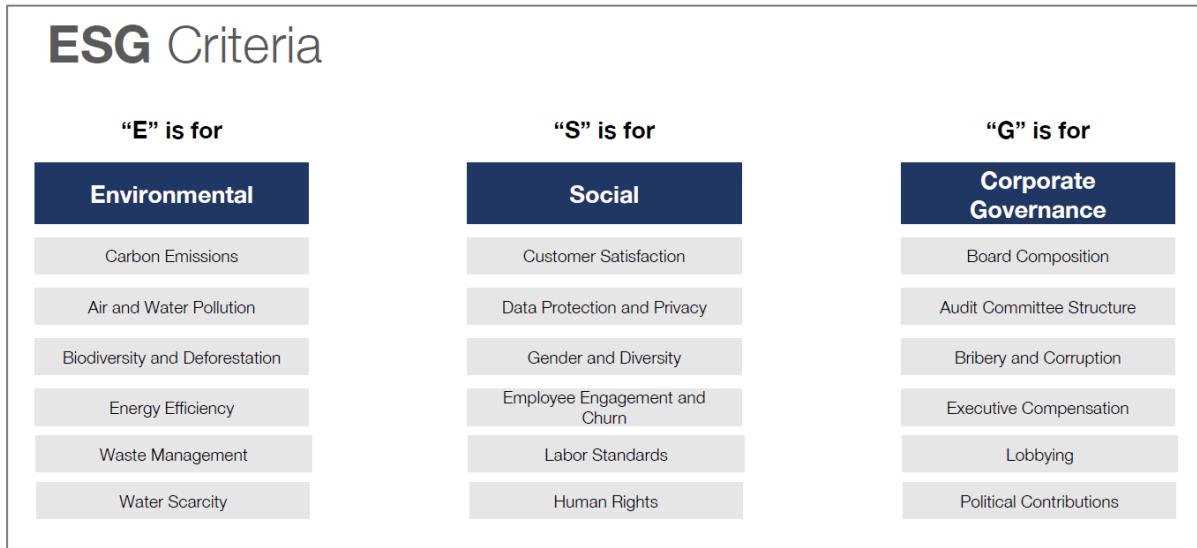 ESG Criteria
“E” is for
Environmental
Carbon Emissions
Air and Water Pollution
Biodiversity and Deforestation
Energy Efficiency
Waste Management
Water Scarcity
“S” is for
Social
Customer Satisfaction
Data Protection and Privacy
Gender and Diversity
Employee Engagement and
Churn
Labor Standards
Human Rights
“G” is for
Corporate
Governance
Board Composition
Audit Committee Structure
Bribery and Corruption
Executive Compensation
Lobbying
Political Contributions